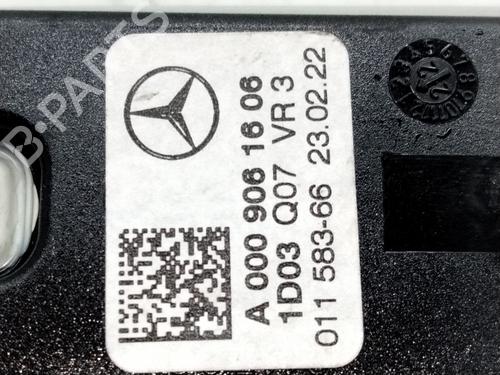 A 000 906 16 06
1D03 Q07 VR 3
011 583-66 23.02.22
B-PARTS